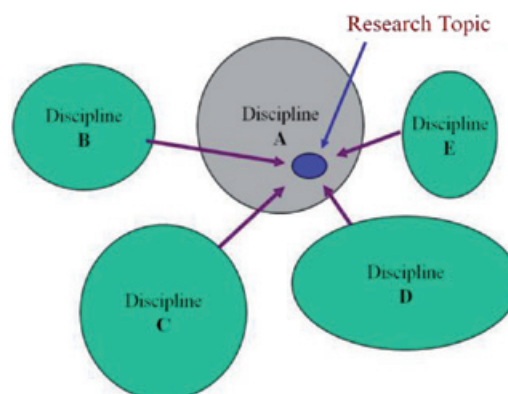 Research Topic
Discipline
A
Discipline
B
Discipline
E
Discipline
C
Discipline
D